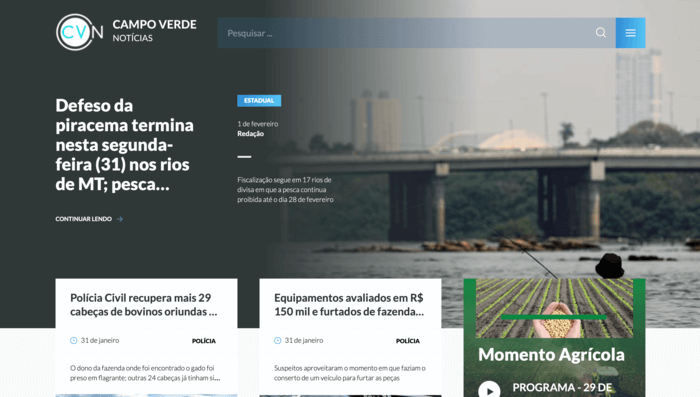 CVN
CAMPO VERDE
NOTÍCIAS
Pesquisar ...
Defeso da
piracema termina
nesta segunda-
feira (31) nos rios
de MT; pesca...
CONTINUAR LENDO
ESTADUAL
1 de fevereiro
Redação
Fiscalização segue em 17 rios de
divisa em que a pesca continua
proibida até o dia 28 de fevereiro
Polícia Civil recupera mais 29
cabeças de bovinos oriundas ...
31 de janeiro
POLÍCIA
O dono da fazenda onde foi encontrado o gado foi
preso em flagrante; outras 24 cabeças já tinham si...
Equipamentos avaliados em R$
150 mil e furtados de fazenda...
31 de janeiro
POLÍCIA
Suspeitos aproveitaram o momento em que faziam o
conserto de um veículo para furtar as peças
Momento Agrícola
PROGRAMA - 29 DE